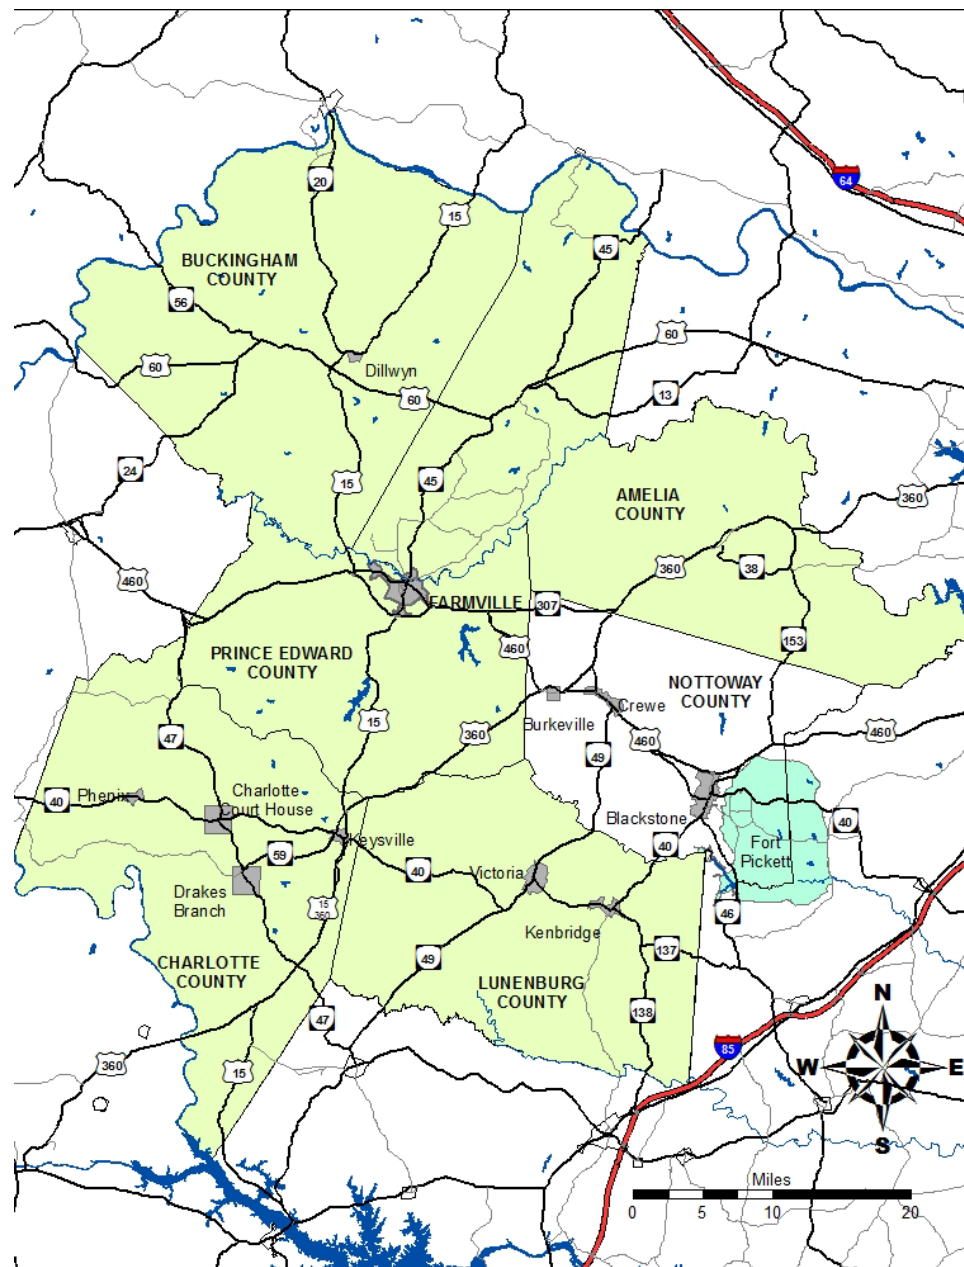 64
20
15
45
BUCKINGHAM
COUNTY
56
60
60
Dillwyn
60
13
24
15
45
AMELIA
COUNTY
360
460
360
38
FARMVILLE
307
153
PRINCE EDWARD
COUNTY
460
NOTTOWAY
COUNTY
47
15
360
Burkeville
Crewe
460
460
49
40
Phenix
Charlotte
Court House
Keysville
59
40
Victoria
Blackstone
40
40
Fort
Pickett
Drakes
Branch
15
360
46
Kenbridge
137
CHARLOTTE
COUNTY
49
LUNENBURG
COUNTY
138
47
85
360
15
N
W
E
S
Miles
0
5
10
20